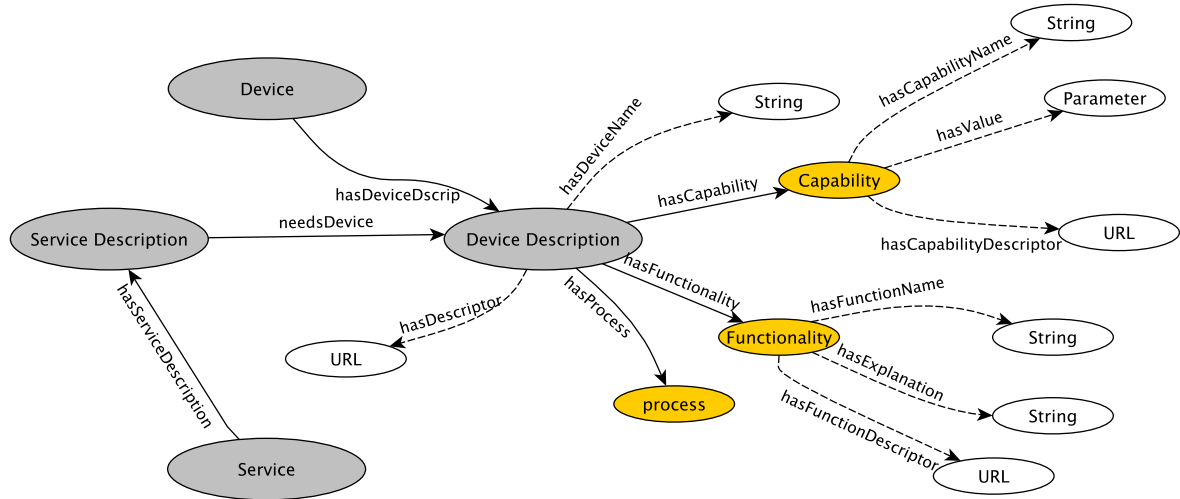 String
hasCapabilityName
Device
String
Parameter
hasDeviceName
hasValue
hasDeviceDscrip
hasCapability
Capability
needsDevice
Service Description
Device Description
URL
hasCapabilityDescriptor
hasFunctionality
hasServiceDescription
hasDescriptor
hasProcess
hasFunctionName
URL
Functionality
String
hasExplanation
process
hasFunctionDescriptor
String
Service
URL